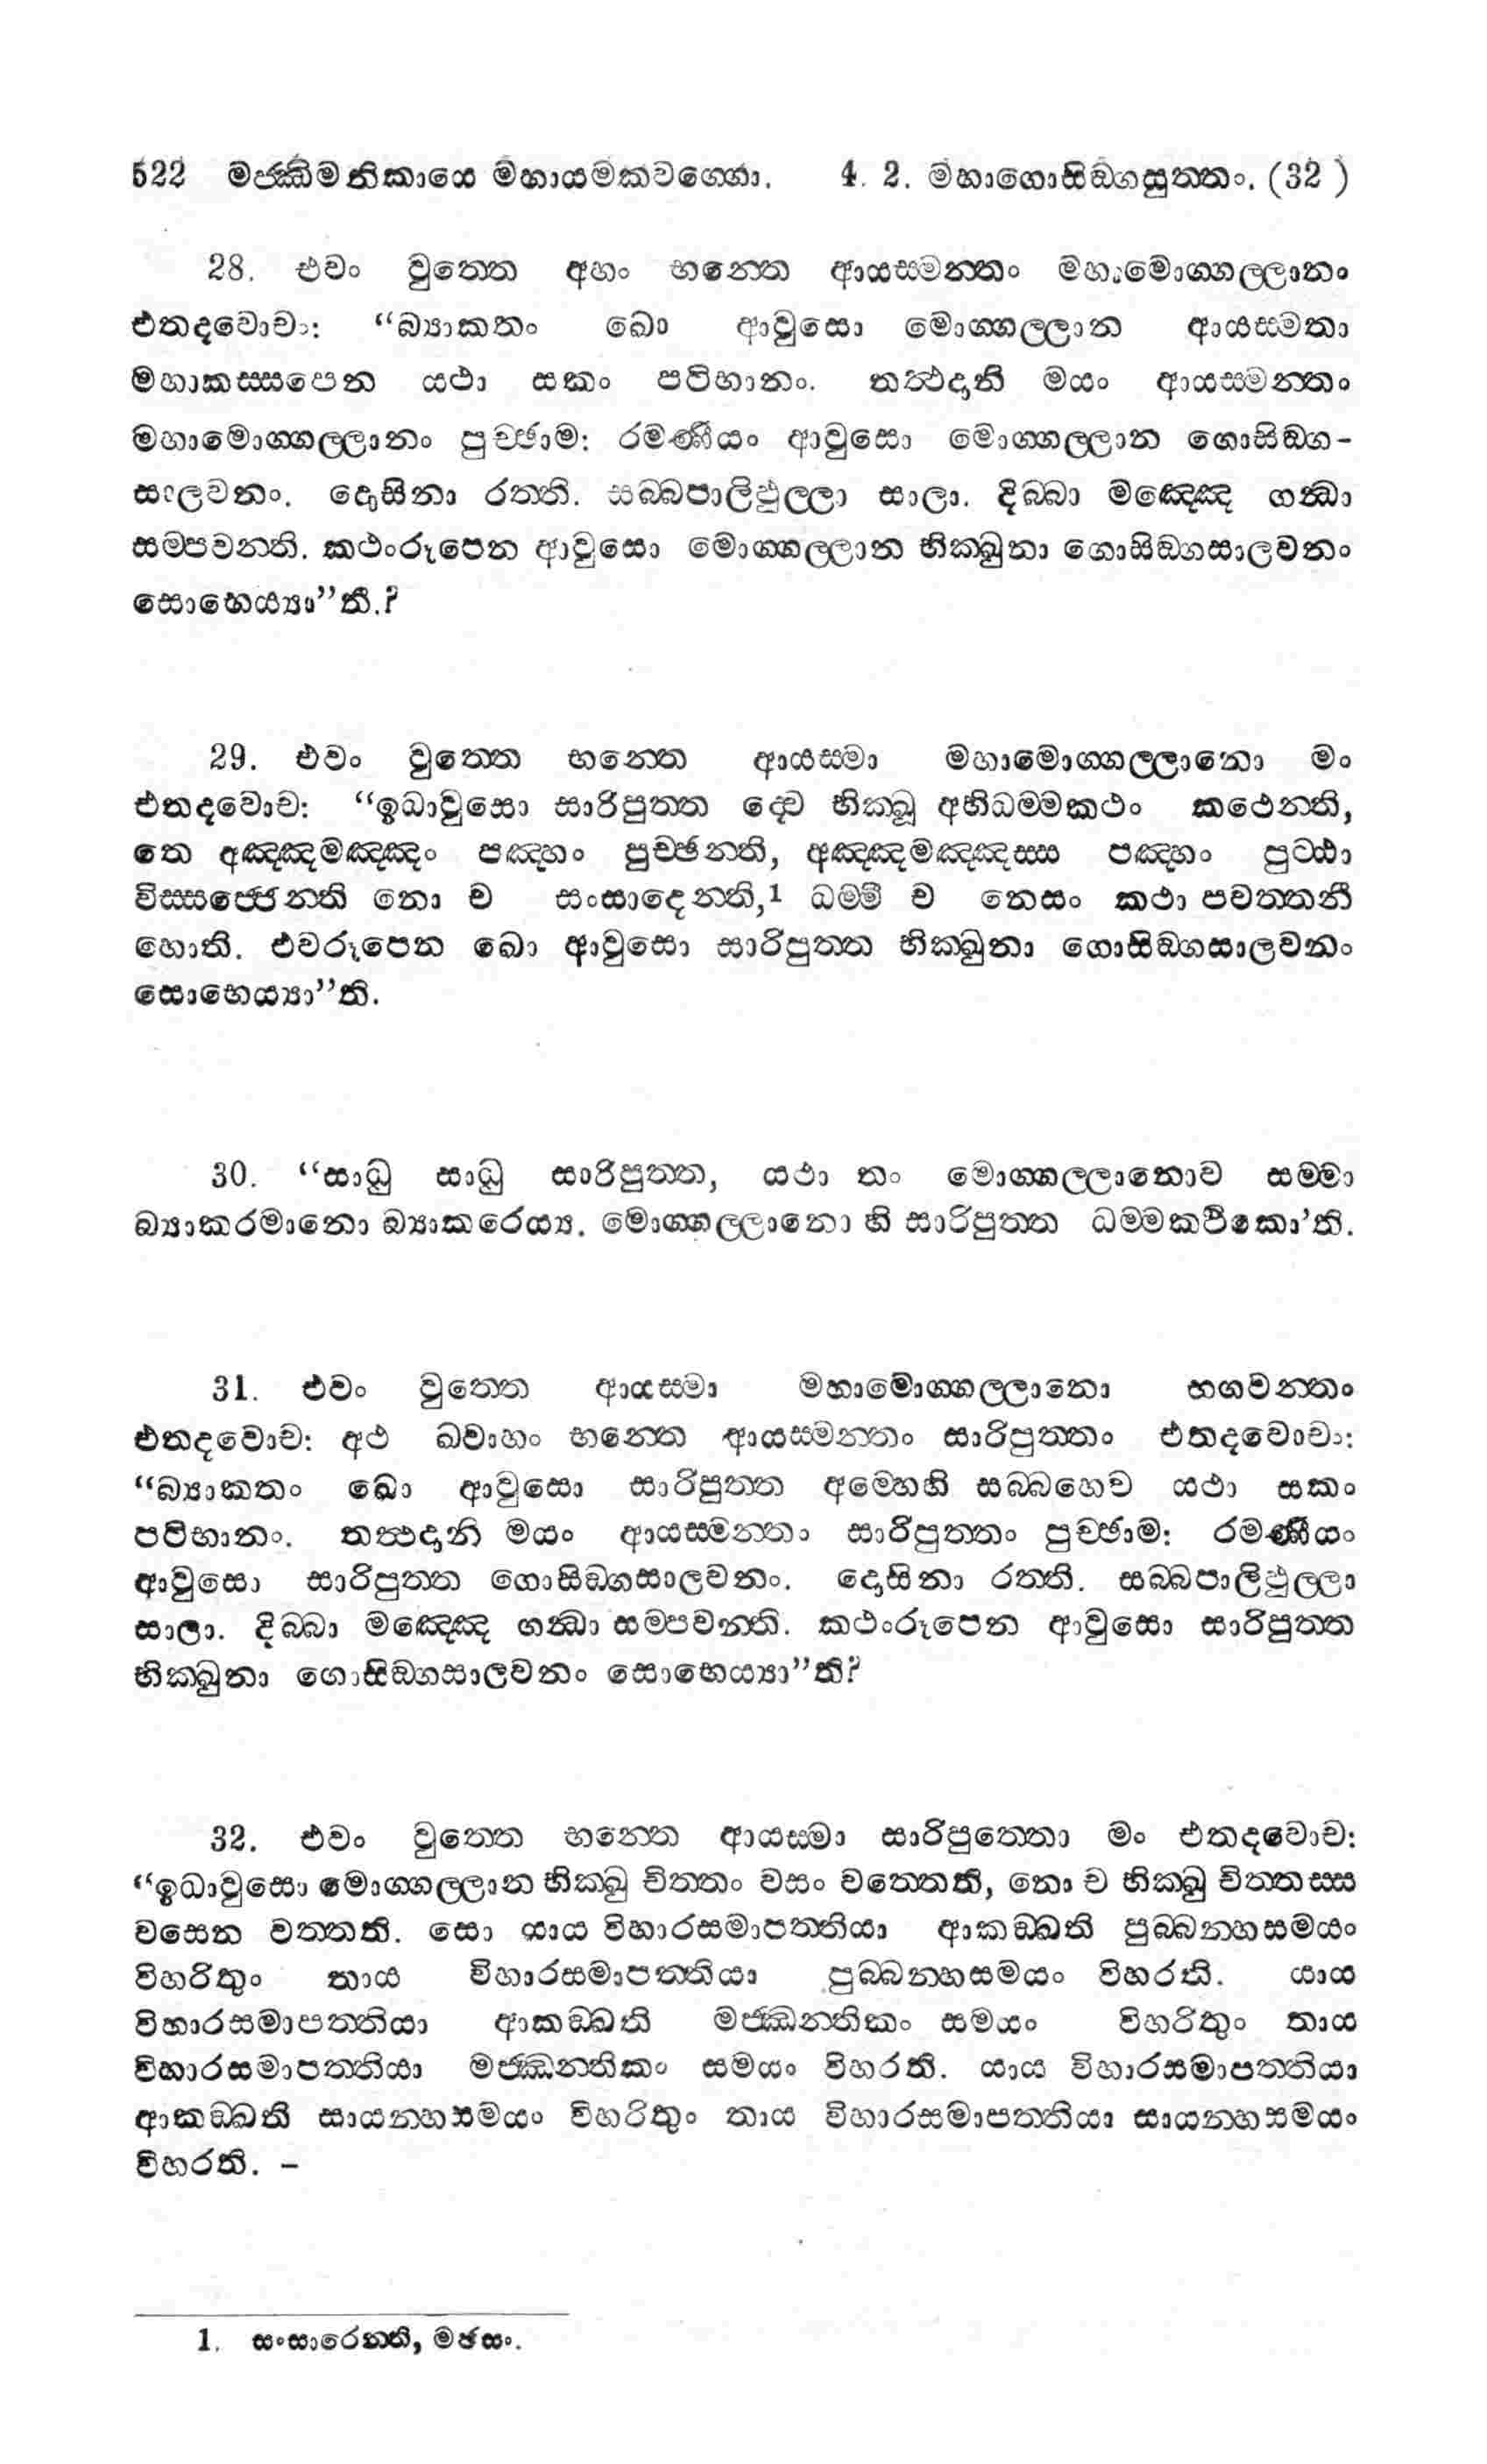 522 මජ්ඣිමනිකායෙ මහායමකවග්ගො. 4. 2. මහාගොසිඞ්ගසුත්තං. (32 )
28. එවං වුත්තෙ අහං භන්තෙ ආයස්මන්තං මහාමොග්ගල්ලානං
එතදවොචං: “බ්‍යාකතං ඛො ආවුසො මොග්ගල්ලාන ආයස්මතා
මහාකස්සපෙන යථා සකං පටිභානං. තත්‍ථදානි මයං ආයස්මන්තං
මහාමොග්ගල්ලානං පුච්ඡාම: රමණීයං ආවුසො මොග්ගල්ලාන ගොසිඞ්ග-
සාලවනං. දොසිනා රත්ති. සබ්බපාලිඵුල්ලා සාලා. දිබ්බා මඤ්ඤෙ ගන්‍ධා
සම්පවන්ති. කථංරූපෙන ආවුසො මොග්ගල්ලාන භික්ඛුනා ගොසිඞ්ගසාලවනං
සොභෙය්‍යා”ති.?
29. එවං වුත්තෙ භන්තෙ ආයස්මා මහාමොග්ගල්ලානො මං
එතදවොච: “ඉධාවුසො සාරිපුත්ත ද්වෙ භික්ඛූ අභිධම්මකථං කථෙන්ති,
තෙ අඤ්ඤමඤ්ඤං පඤ්හං පුච්ඡන්ති, අඤ්ඤමඤ්ඤස්ස පඤ්හං පුට්ඨා
විස්සජ්ජෙන්ති නො ච සංසාදෙන්ති,1 ධම්මී ච නෙසං කථා පවත්තනී
හොති. එවරූපෙන ඛො ආවුසො සාරිපුත්ත භික්ඛුනා ගොසිඞ්ගසාලවනං
සොභෙය්‍යා”ති.
30. “සාධු සාධු සාරිපුත්ත, යථා තං මොග්ගල්ලානොව සම්මා
බ්‍යාකරමානො බ්‍යාකරෙය්‍ය. මොග්ගල්ලානො හි සාරිපුත්ත ධම්මකථිකො’ති.
31. එවං වුත්තෙ ආයස්මා මහාමොග්ගල්ලානො භගවන්තං
එතදවොච: අථ ඛ්වාහං භන්තෙ ආයස්මන්තං සාරිපුත්තං එතදවොචං:
“බ්‍යාකතං ඛො ආවුසො සාරිපුත්ත අම්හෙහි සබ්බෙහෙව යථා සකං
පටිභානං. තත්‍ථදානි මයං ආයස්මන්තං සාරිපුත්තං පුච්ඡාම: රමණීයං
ආවුසො සාරිපුත්ත ගොසිඞ්ගසාලවනං. දොසිනා රත්ති. සබ්බපාලිඵුල්ලා
සාලා. දිබ්බා මඤ්ඤෙ ගන්‍ධා සම්පවන්ති. කථංරූපෙන ආවුසො සාරිපුත්ත
භික්ඛුනා ගොසිඞ්ගසාලවනං සොභෙය්‍යා”ති?
32. එවං වුත්තෙ භන්තෙ ආයස්මා සාරිපුත්තො මං එතදවොච:
“ඉධාවුසො මොග්ගල්ලාන භික්ඛු චිත්තං වසං වත්තෙති, නො ච භික්ඛු චිත්තස්ස
වසෙන වත්තති. සො යාය විහාරසමාපත්තියා ආකඞ්ඛති පුබ්බන්හසමයං
විහරිතුං තාය විහාරසමාපත්තියා පුබ්බන්හසමයං විහරති. යාය
විහාරසමාපත්තියා ආකඞ්ඛති මජ්ඣන්තිකං සමයං විහරිතුං තාය
විහාරසමාපත්තියා මජ්ඣන්තිකං සමයං විහරති. යාය විහාරසමාපත්තියා
ආකඞ්ඛති සායන්හසමයං විහරිතුං තාය විහාරසමාපත්තියා සායන්හසමයං
විහරති. –
1. සංසාරෙන්ති, මඡසං.